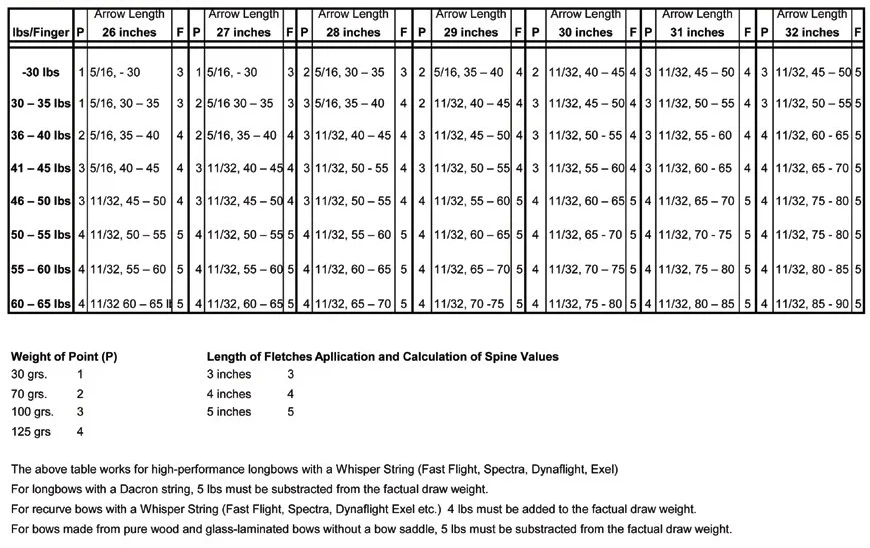 Arrow Length Arrow Length Arrow Length Arrow Length Arrow Length Arrow Length Arrow Length
lbs/Finger P 26 inches F P 27 inches F P 28 inches F P 29 inches F P 30 inches F P 31 inches F P 32 inches F
-30 lbs 1 5/16, - 30 3 1 5/16, - 30 3 2 5/16, 30 – 35 3 2 5/16, 35 – 40 4 2 11/32, 40 – 45 4 3 11/32, 45 – 50 4 3 11/32, 45 – 50 5
30 – 35 lbs 1 5/16, 30 – 35 3 2 5/16 30 – 35 3 3 5/16, 35 – 40 4 2 11/32, 40 – 45 4 3 11/32, 45 – 50 4 3 11/32, 50 – 55 4 3 11/32, 50 – 55 5
36 – 40 lbs 2 5/16, 35 – 40 4 2 5/16, 35 – 40 4 3 11/32, 40 – 45 4 3 11/32, 45 – 50 4 3 11/32, 50 - 55 4 3 11/32, 55 - 60 4 4 11/32, 60 - 65 5
41 – 45 lbs 3 5/16, 40 – 45 4 3 11/32, 40 – 45 4 3 11/32, 50 - 55 4 3 11/32, 50 – 55 4 3 11/32, 55 – 60 4 3 11/32, 60 - 65 4 4 11/32, 65 - 70 5
46 – 50 lbs 3 11/32, 45 – 50 4 3 11/32, 45 – 50 4 3 11/32, 50 – 55 4 4 11/32, 55 – 60 5 4 11/32, 60 – 65 5 4 11/32, 65 – 70 5 4 11/32, 75 - 80 5
50 – 55 lbs 4 11/32, 50 – 55 5 4 11/32, 50 – 55 5 4 11/32, 55 – 60 5 4 11/32, 60 – 65 5 4 11/32, 65 - 70 5 4 11/32, 70 - 75 5 4 11/32, 75 - 80 5
55 – 60 lbs 4 11/32, 55 – 60 5 4 11/32, 55 – 60 5 4 11/32, 60 – 65 5 4 11/32, 65 – 70 5 4 11/32, 70 – 75 5 4 11/32, 75 – 80 5 4 11/32, 80 - 85 5
60 – 65 lbs 4 11/32 60 – 65 5 4 11/32, 60 – 65 5 4 11/32, 65 – 70 5 4 11/32, 70 -75 5 4 11/32, 75 - 80 5 4 11/32, 80 – 85 5 4 11/32, 85 - 90 5
Weight of Point (P) Length of Fletches Apllication and Calculation of Spine Values
30 grs. 1 3 inches 3
70 grs. 2 4 inches 4
100 grs. 3 5 inches 5
125 grs 4
The above table works for high-performance longbows with a Whisper String (Fast Flight, Spectra, Dynaflight, Exel)
For longbows with a Dacron string, 5 lbs must be substracted from the factual draw weight.
For recurve bows with a Whisper String (Fast Flight, Spectra, Dynaflight Exel etc.) 4 lbs must be added to the factual draw weight.
For bows made from pure wood and glass-laminated bows without a bow saddle, 5 lbs must be substracted from the factual draw weight.